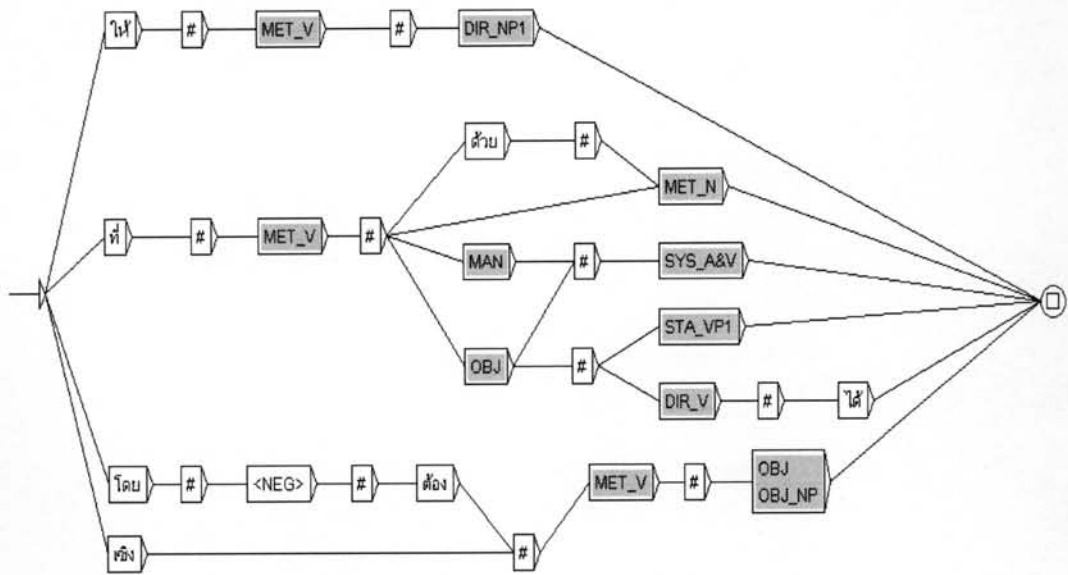 ให้ # MET_V # DIR_NP1
ด้วย #
MET_N
ที่ # MET_V #
MAN # SYS_A&V
STA_VP1
OBJ #
DIR_V # ได้
โดย # <NEG> # ต้อง
MET_V # OBJ
OBJ_NP
เชิง #